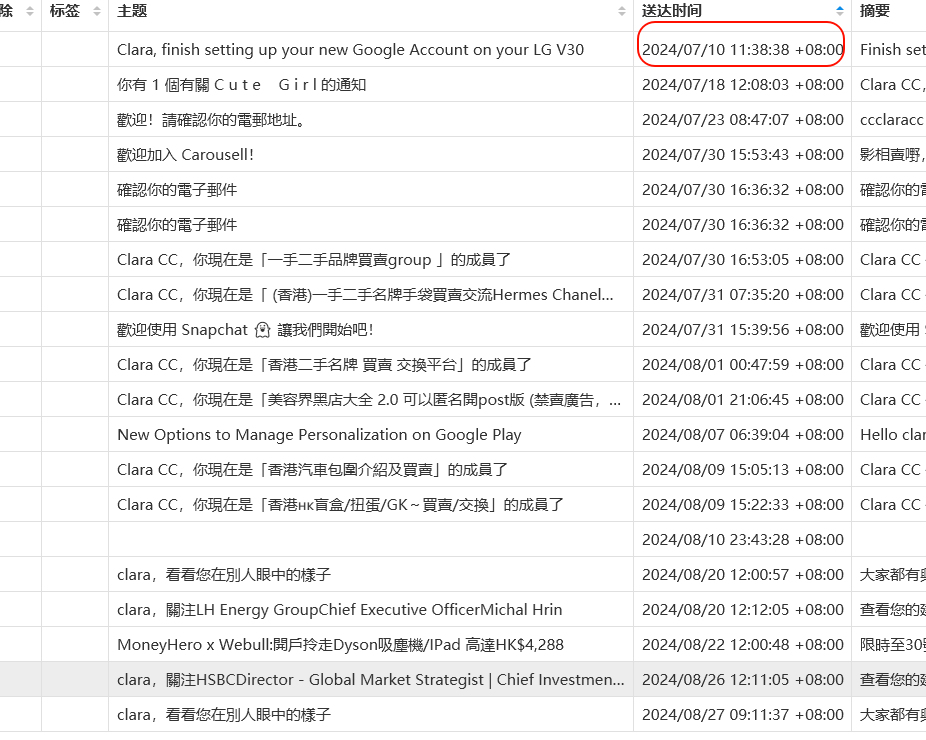 除 标签 主题 送达时间 摘要
Clara, finish setting up your new Google Account on your LG V30 2024/07/10 11:38:38 +08:00 Finish set
你有 1 個有關 C u t e G i r l 的通知 2024/07/18 12:08:03 +08:00 Clara CC,
歡迎！請確認你的電郵地址。 2024/07/23 08:47:07 +08:00 ccclaracc
歡迎加入 Carousell！ 2024/07/30 15:53:43 +08:00 影相賣嘢，
確認你的電子郵件 2024/07/30 16:36:32 +08:00 確認你的電
確認你的電子郵件 2024/07/30 16:36:32 +08:00 確認你的電
Clara CC，你現在是「一手二手品牌買賣group 」的成員了 2024/07/30 16:53:05 +08:00 Clara CC
Clara CC，你現在是「 (香港)一手二手名牌手袋買賣交流Hermes Chanel... 2024/07/31 07:35:20 +08:00 Clara CC
歡迎使用 Snapchat 👻 讓我們開始吧！ 2024/07/31 15:39:56 +08:00 歡迎使用
Clara CC，你現在是「香港二手名牌 買賣 交換平台」的成員了 2024/08/01 00:47:59 +08:00 Clara CC
Clara CC，你現在是「美容界黑店大全 2.0 可以匿名開post版 (禁賣廣告，... 2024/08/01 21:06:45 +08:00 Clara CC
New Options to Manage Personalization on Google Play 2024/08/07 06:39:04 +08:00 Hello clar
Clara CC，你現在是「香港汽車包圍介紹及買賣」的成員了 2024/08/09 15:05:13 +08:00 Clara CC
Clara CC，你現在是「香港ʜᴋ盲盒/扭蛋/GK～買賣/交換」的成員了 2024/08/09 15:22:33 +08:00 Clara CC
2024/08/10 23:43:28 +08:00
clara，看看您在別人眼中的樣子 2024/08/20 12:00:57 +08:00 大家都有
clara，關注LH Energy GroupChief Executive OfficerMichal Hrin 2024/08/20 12:12:05 +08:00 查看您的
MoneyHero x Webull:開戶拎走Dyson吸塵機/IPad 高達HK$4,288 2024/08/22 12:00:48 +08:00 限時至30號
clara，關注HSBCDirector - Global Market Strategist | Chief Investmen... 2024/08/26 12:11:05 +08:00 查看您的
clara，看看您在別人眼中的樣子 2024/08/27 09:11:37 +08:00 大家都有